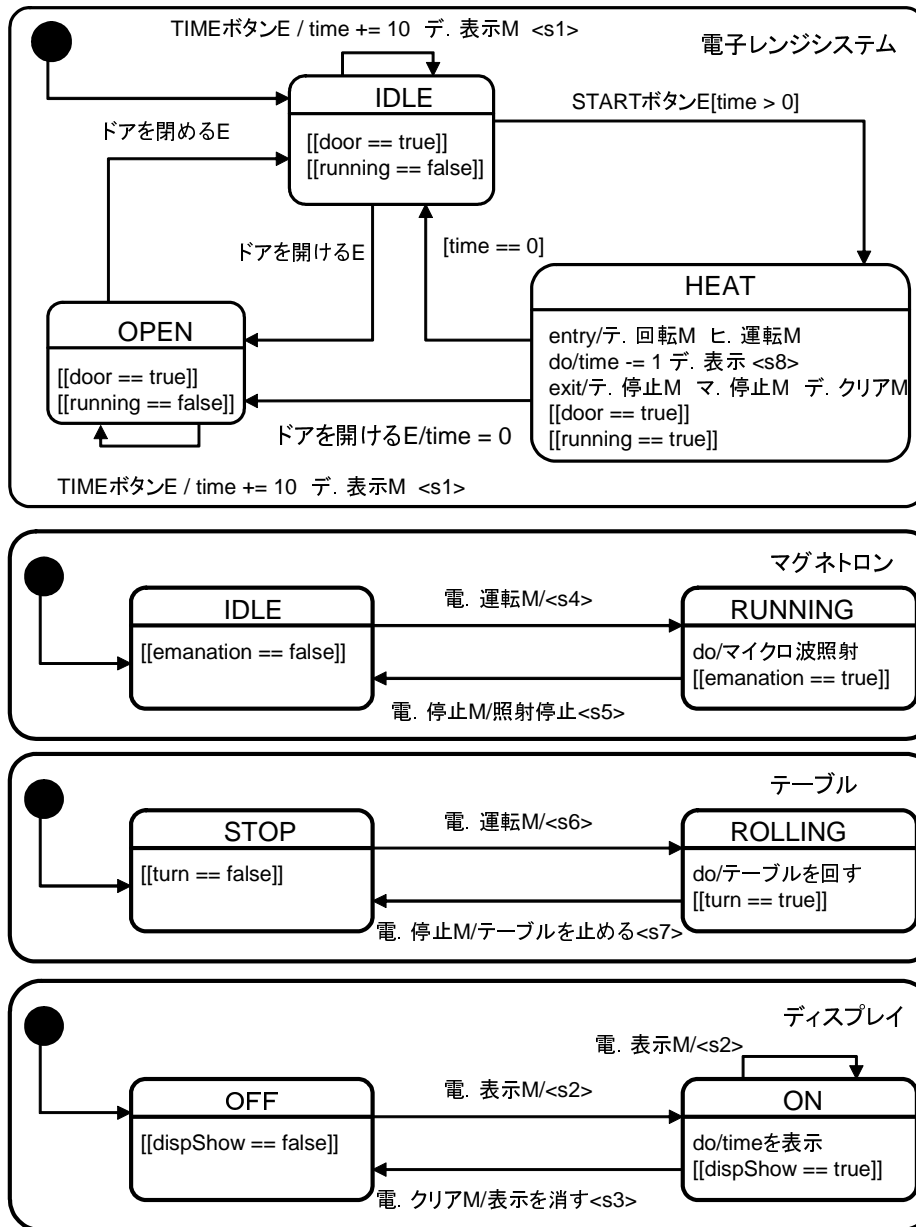 TIMEボタンE / time += 10 デ. 表示M <s1>
電子レンジシステム
IDLE
[[door == true]]
[[running == false]]
STARTボタンE[time > 0]
ドアを閉めるE
ドアを開けるE
[time == 0]
OPEN
[[door == true]]
[[running == false]]
HEAT
entry/テ. 回転M ヒ. 運転M
do/time -= 1 デ. 表示 <s8>
exit/テ. 停止M マ. 停止M デ. クリアM
[[door == true]]
[[running == true]]
ドアを開けるE/time = 0
TIMEボタンE / time += 10 デ. 表示M <s1>
マグネトロン
IDLE
[[emanation == false]]
電. 運転M/<s4>
RUNNING
do/マイクロ波照射
[[emanation == true]]
電. 停止M/照射停止<s5>
テーブル
STOP
[[turn == false]]
電. 運転M/<s6>
ROLLING
do/テーブルを回す
[[turn == true]]
電. 停止M/テーブルを止める<s7>
ディスプレイ
電. 表示M/<s2>
OFF
[[dispShow == false]]
電. 表示M/<s2>
ON
do/timeを表示
[[dispShow == true]]
電. クリアM/表示を消す<s3>